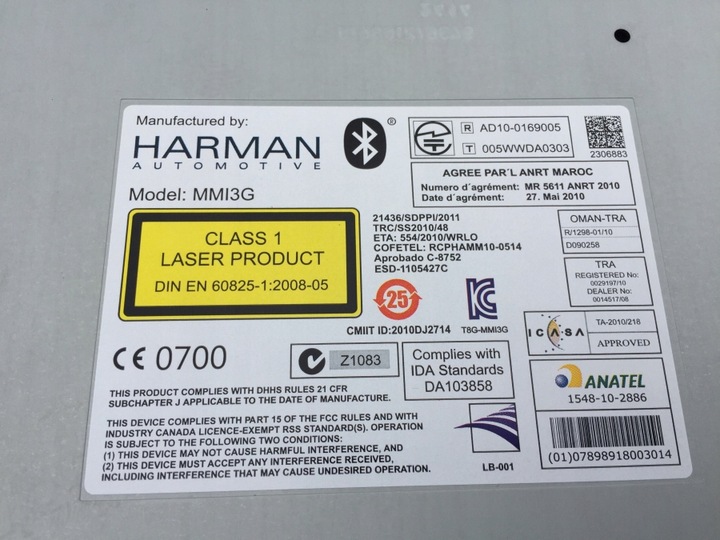 Manufactured by:
HARMAN
AUTOMOTIVE
®
Model: MMI3G
CLASS 1
LASER PRODUCT
DIN EN 60825-1:2008-05
R AD10-0169005
T 005WWDA0303
2306883
AGREE PAR´L ANRT MAROC
Numero d´agrément: MR 5611 ANRT 2010
Date d´agrément: 27. Mai 2010
21436/SDPPI/2011
TRC/SS2010/48
ETA: 554/2010/WRLO
COFETEL: RCPHAMM10-0514
Aprobado C-8752
ESD-1105427C
OMAN-TRA
R/1298-01/10
D090258
TRA
REGISTERED No:
0029197/10
DEALER No:
0014517/08
25
KC
CMIIT ID:2010DJ2714
T8G-MMI3G
ICASA
TA-2010/218
APPROVED
CE 0700
Z1083
Complies with
IDA Standards
DA103858
ANATEL
1548-10-2886
THIS PRODUCT COMPLIES WITH DHHS RULES 21 CFR
SUBCHAPTER J APPLICABLE TO THE DATE OF MANUFACTURE.
THIS DEVICE COMPLIES WITH PART 15 OF THE FCC RULES AND WITH
INDUSTRY CANADA LICENCE-EXEMPT RSS STANDARD(S). OPERATION
IS SUBJECT TO THE FOLLOWING TWO CONDITIONS:
(1) THIS DEVICE MAY NOT CAUSE HARMFUL INTERFERENCE, AND
(2) THIS DEVICE MUST ACCEPT ANY INTERFERENCE RECEIVED,
INCLUDING INTERFERENCE THAT MAY CAUSE UNDESIRED OPERATION.
LB-001
(01)07898918003014